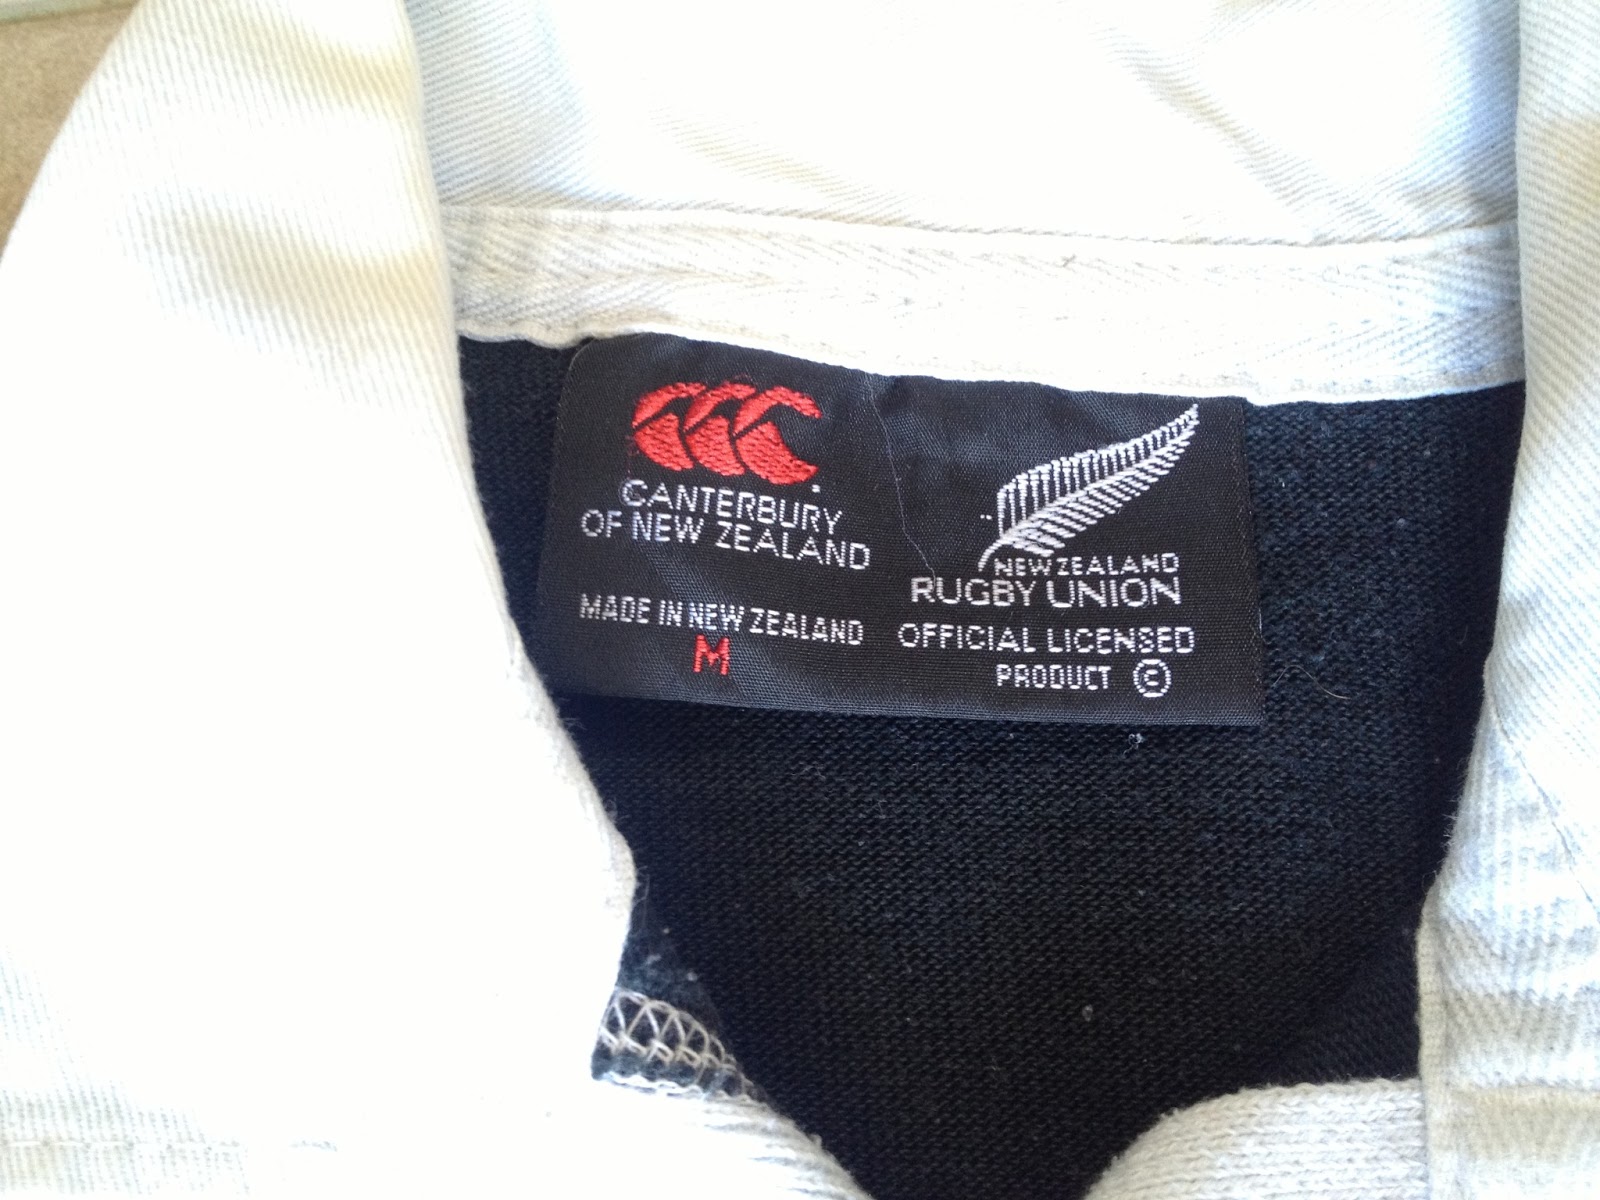 CANTERBURY
OF NEW ZEALAND
MADE IN NEW ZEALAND
M
NEW ZEALAND
RUGBY UNION
OFFICIAL LICENSED
PRODUCT Ⓔ